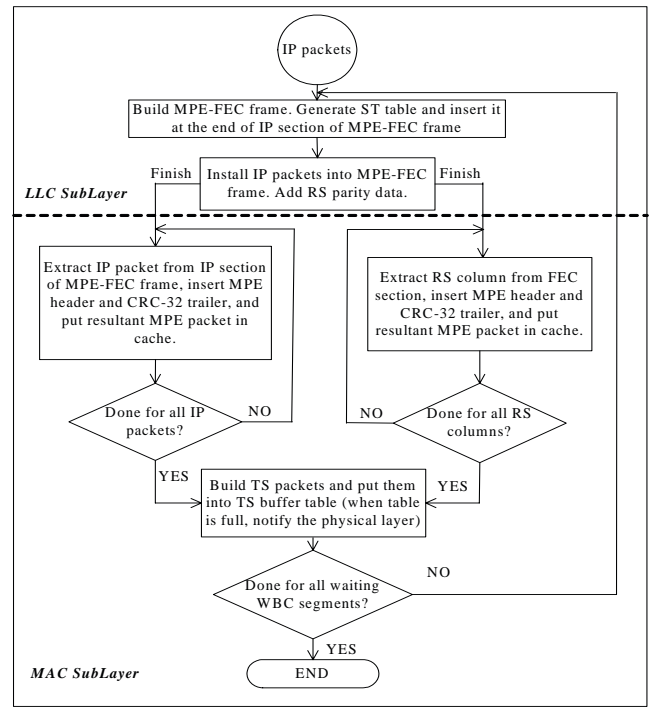 IP packets
Build MPE-FEC frame. Generate ST table and insert it
at the end of IP section of MPE-FEC frame
Finish
Install IP packets into MPE-FEC
frame. Add RS parity data.
Finish
LLC SubLayer
Extract IP packet from IP section
of MPE-FEC frame, insert MPE
header and CRC-32 trailer, and
put resultant MPE packet in
cache.
Extract RS column from FEC
section, insert MPE header and
CRC-32 trailer, and put
resultant MPE packet in cache.
Done for all IP
packets?
NO
NO
Done for all RS
columns?
YES
Build TS packets and put them
into TS buffer table (when table
is full, notify the physical layer)
YES
Done for all waiting
WBC segments?
NO
YES
END
MAC SubLayer